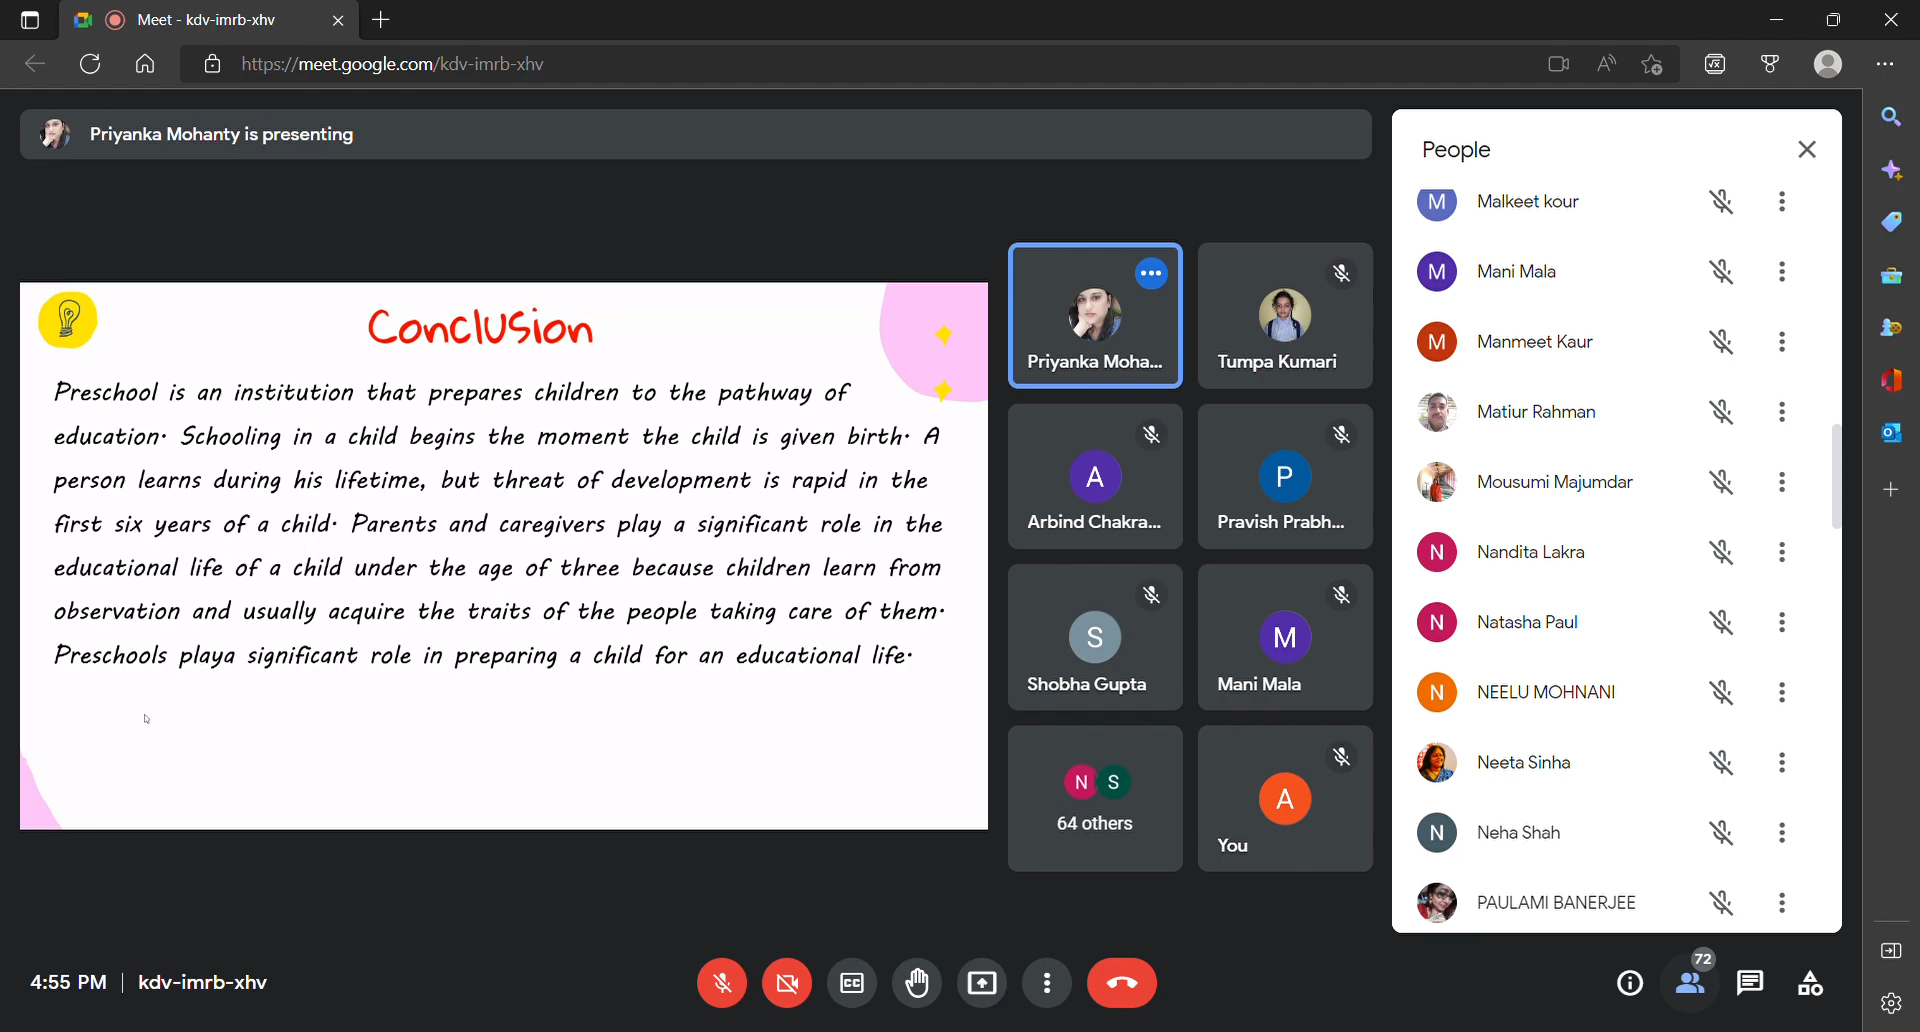 Meet - kdv-imrb-xhv
https://meet.google.com/kdv-imrb-xhv
Priyanka Mohanty is presenting
Conclusion
Preschool is an institution that prepares children to the pathway of
education. Schooling in a child begins the moment the child is given birth. A
person learns during his lifetime, but threat of development is rapid in the
first six years of a child. Parents and caregivers play a significant role in the
educational life of a child under the age of three because children learn from
observation and usually acquire the traits of the people taking care of them.
Preschools playa significant role in preparing a child for an educational life.
Priyanka Moha...
Tumpa Kumari
A
Arbind Chakra...
P
Pravish Prabh...
S
Shobha Gupta
M
Mani Mala
N S
64 others
A
You
People
M Malkeet kour
M Mani Mala
M Manmeet Kaur
Matiur Rahman
Mousumi Majumdar
N Nandita Lakra
N Natasha Paul
N NEELU MOHNANI
Neeta Sinha
N Neha Shah
PAULAMI BANERJEE
4:55 PM | kdv-imrb-xhv
CC
72